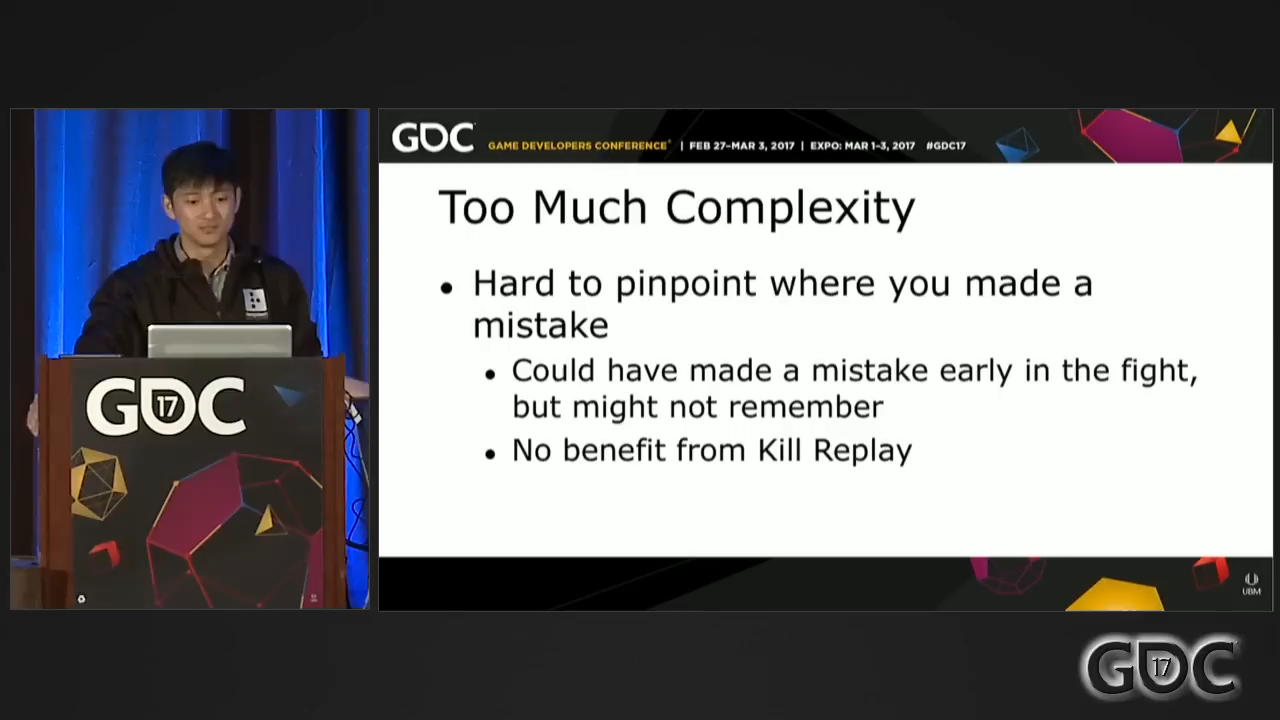 GDC
GAME DEVELOPERS CONFERENCE | FEB 27–MAR 3, 2017 | EXPO: MAR 1–3, 2017 #GDC17
Too Much Complexity
• Hard to pinpoint where you made a
mistake
• Could have made a mistake early in the fight,
but might not remember
• No benefit from Kill Replay
GDC
17
UBM
GDC
17